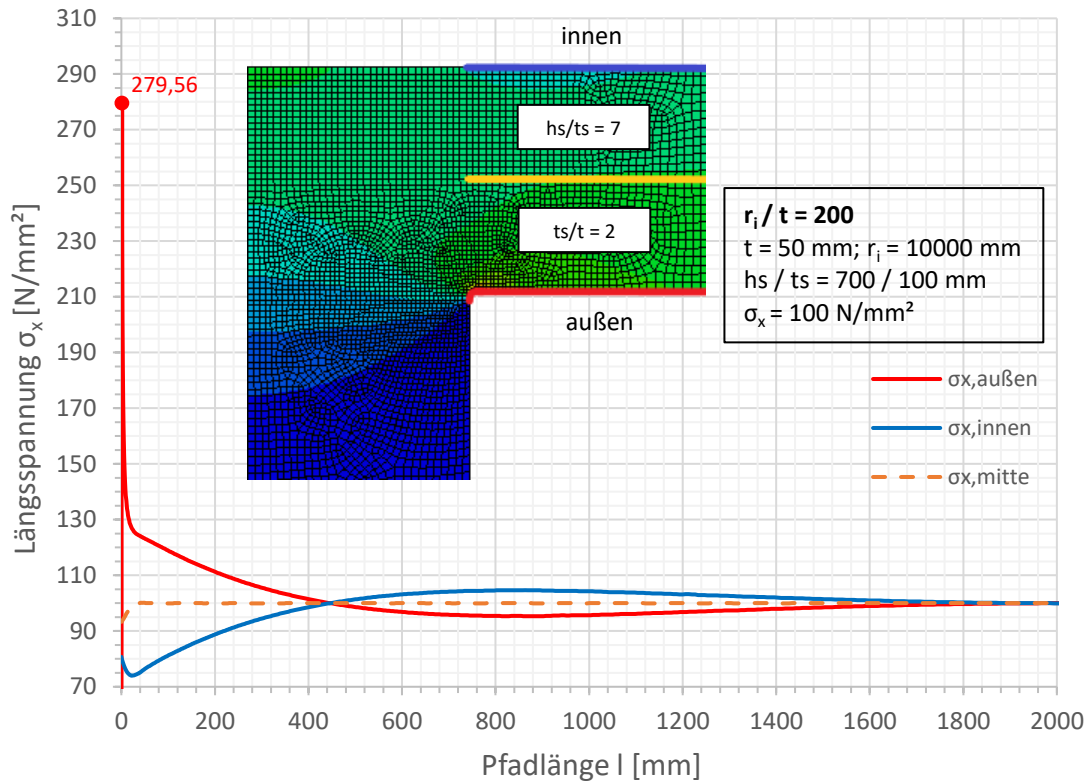 310
290
270
250
230
210
190
170
150
130
110
90
70
Längsspannung σx [N/mm²]
279,56
innen
hs/ts = 7
ts/t = 2
außen
ri / t = 200
t = 50 mm; ri = 10000 mm
hs / ts = 700 / 100 mm
σx = 100 N/mm²
σx,außen
σx,innen
σx,mitte
0 200 400 600 800 1000 1200 1400 1600 1800 2000
Pfadlänge l [mm]